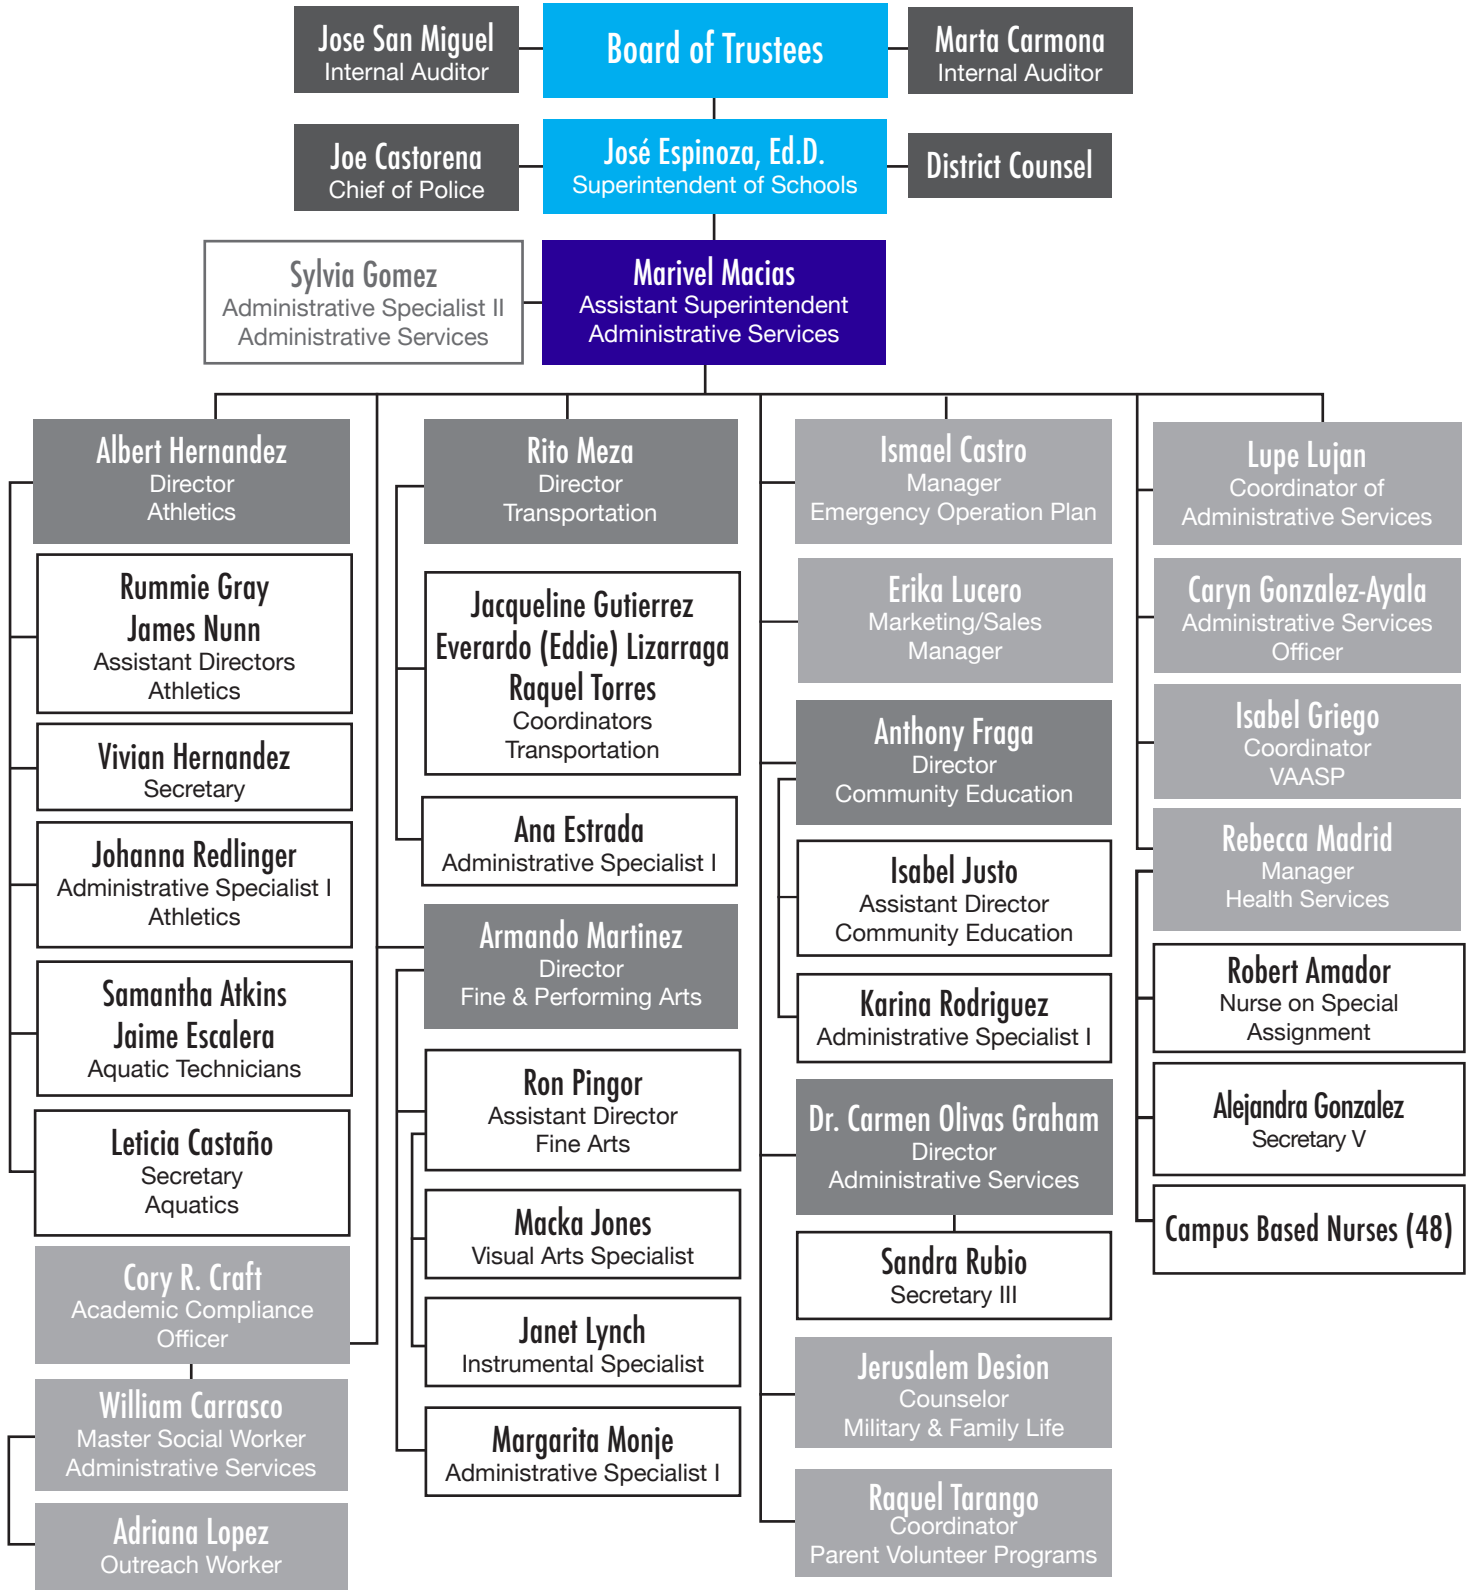 Jose San Miguel
Internal Auditor
Board of Trustees
Marta Carmona
Internal Auditor
Joe Castorena
Chief of Police
José Espinoza, Ed.D.
Superintendent of Schools
District Counsel
Sylvia Gomez
Administrative Specialist II
Administrative Services
Marivel Macias
Assistant Superintendent
Administrative Services
Albert Hernandez
Director
Athletics
Rummie Gray
James Nunn
Assistant Directors
Athletics
Vivian Hernandez
Secretary
Johanna Redlinger
Administrative Specialist I
Athletics
Samantha Atkins
Jaime Escalera
Aquatic Technicians
Leticia Castaño
Secretary
Aquatics
Cory R. Craft
Academic Compliance
Officer
William Carrasco
Master Social Worker
Administrative Services
Adriana Lopez
Outreach Worker
Rito Meza
Director
Transportation
Jacqueline Gutierrez
Everardo (Eddie) Lizarraga
Raquel Torres
Coordinators
Transportation
Ana Estrada
Administrative Specialist I
Armando Martinez
Director
Fine & Performing Arts
Ron Pingor
Assistant Director
Fine Arts
Macka Jones
Visual Arts Specialist
Janet Lynch
Instrumental Specialist
Margarita Monje
Administrative Specialist I
Ismael Castro
Manager
Emergency Operation Plan
Erika Lucero
Marketing/Sales
Manager
Anthony Fraga
Director
Community Education
Isabel Justo
Assistant Director
Community Education
Karina Rodriguez
Administrative Specialist I
Dr. Carmen Olivas Graham
Director
Administrative Services
Sandra Rubio
Secretary III
Jerusalem Desion
Counselor
Military & Family Life
Raquel Tarango
Coordinator
Parent Volunteer Programs
Lupe Lujan
Coordinator of
Administrative Services
Caryn Gonzalez-Ayala
Administrative Services
Officer
Isabel Griego
Coordinator
VAASP
Rebecca Madrid
Manager
Health Services
Robert Amador
Nurse on Special
Assignment
Alejandra Gonzalez
Secretary V
Campus Based Nurses (48)